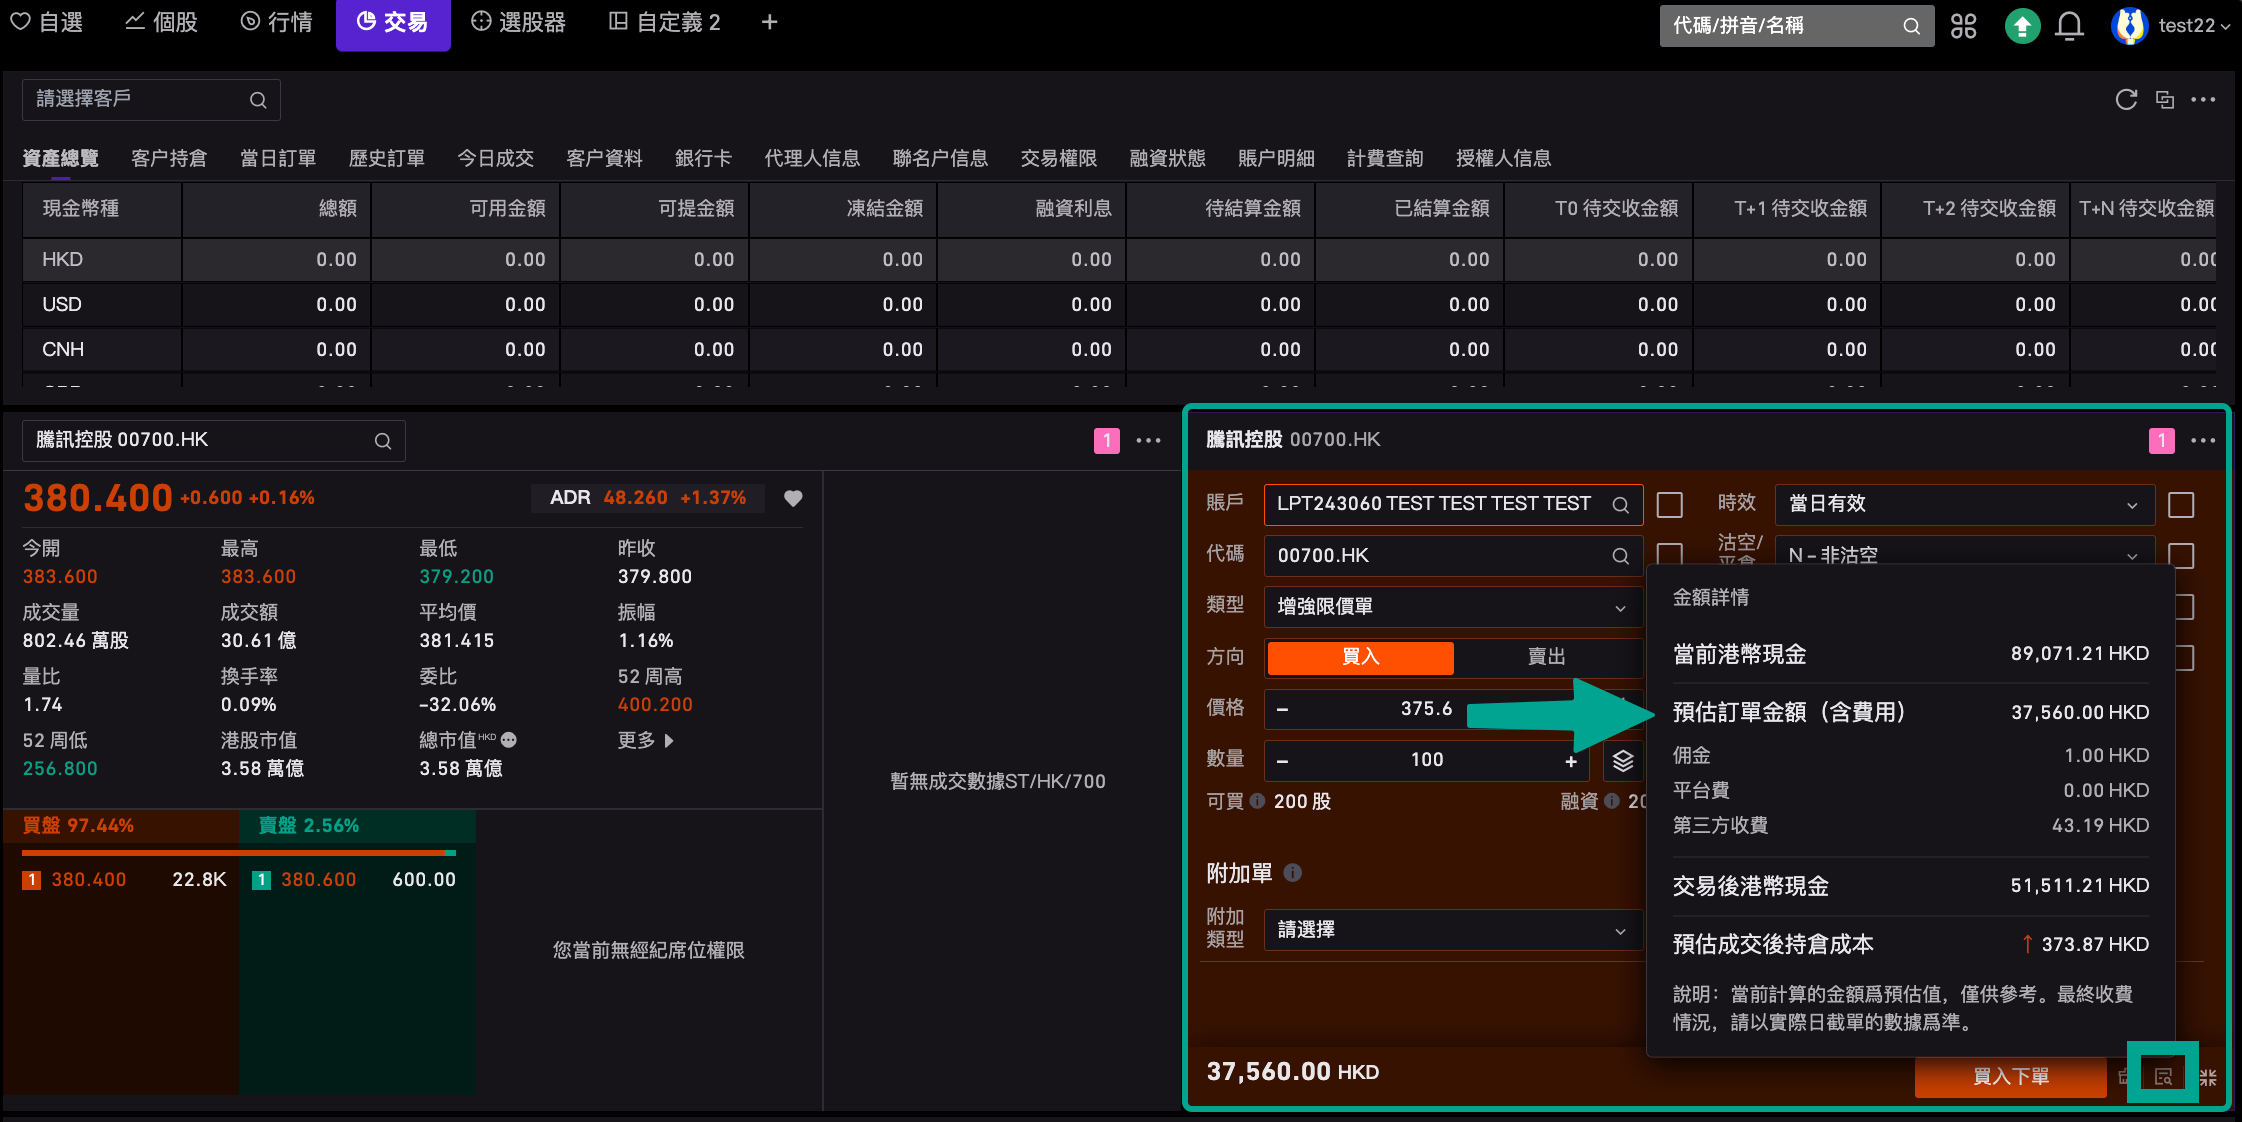 自選 個股 行情 交易 選股器 自定義 2 + 代碼/拼音/名稱 test22
請選擇客戶
資產總覽 客户持倉 當日訂單 歷史訂單 今日成交 客户資料 銀行卡 代理人信息 聯名户信息 交易權限 融資狀態 賬户明細 計費查詢 授權人信息
現金幣種 總額 可用金額 可提金額 凍結金額 融資利息 待結算金額 已結算金額 T0 待交收金額 T+1 待交收金額 T+2 待交收金額 T+N 待交收金額
HKD 0.00 0.00 0.00 0.00 0.00 0.00 0.00 0.00 0.00 0.00 0.00
USD 0.00 0.00 0.00 0.00 0.00 0.00 0.00 0.00 0.00 0.00 0.00
CNH 0.00 0.00 0.00 0.00 0.00 0.00 0.00 0.00 0.00 0.00 0.00
騰訊控股 00700.HK 1
380.400 +0.600 +0.16% ADR 48.260 +1.37%
今開 最高 最低 昨收
383.600 383.600 379.200 379.800
成交量 成交額 平均價 振幅
802.46 萬股 30.61 億 381.415 1.16%
量比 換手率 委比 52 周高
1.74 0.09% -32.06% 400.200
52 周低 港股市值 總市值HKD 更多
256.800 3.58 萬億 3.58 萬億
買盤 97.44% 賣盤 2.56%
1 380.400 22.8K 1 380.600 600.00
您當前無經紀席位權限
暫無成交數據ST/HK/700
騰訊控股 00700.HK 1
賬戶 LPT243060 TEST TEST TEST TEST 時效 當日有效
代碼 00700.HK 沽空/ N - 非沽空
類型 增強限價單
方向 買入 賣出
價格 − 375.6
數量 − 100 +
可買 200 股 融資
附加單
附加
類型 請選擇
金額詳情
當前港幣現金 89,071.21 HKD
預估訂單金額（含費用） 37,560.00 HKD
佣金 1.00 HKD
平台費 0.00 HKD
第三方收費 43.19 HKD
交易後港幣現金 51,511.21 HKD
預估成交後持倉成本 ↑ 373.87 HKD
說明：當前計算的金額爲預估值，僅供參考。最終收費
情況，請以實際日截單的數據爲準。
37,560.00 HKD 買入下單